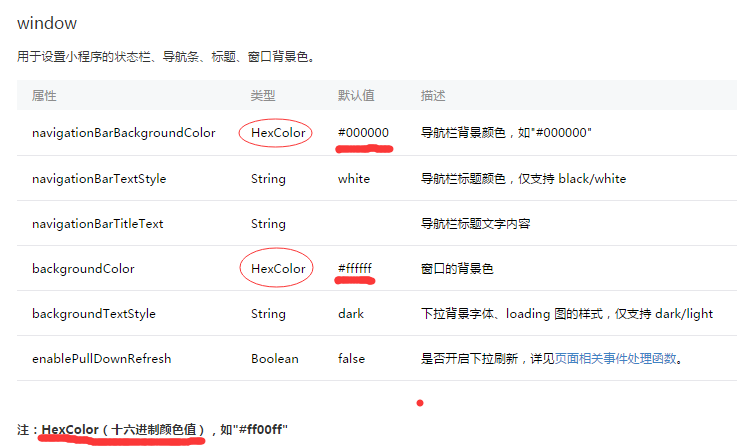 window
用于设置小程序的状态栏、导航条、标题、窗口背景色。
属性 类型 默认值 描述
navigationBarBackgroundColor HexColor #000000 导航栏背景颜色，如"#000000"
navigationBarTextStyle String white 导航栏标题颜色，仅支持 black/white
navigationBarTitleText String 导航栏标题文字内容
backgroundColor HexColor #ffffff 窗口的背景色
backgroundTextStyle String dark 下拉背景字体、loading 图的样式，仅支持 dark/light
enablePullDownRefresh Boolean false 是否开启下拉刷新，详见页面相关事件处理函数。
注：HexColor（十六进制颜色值），如"#ff00ff"